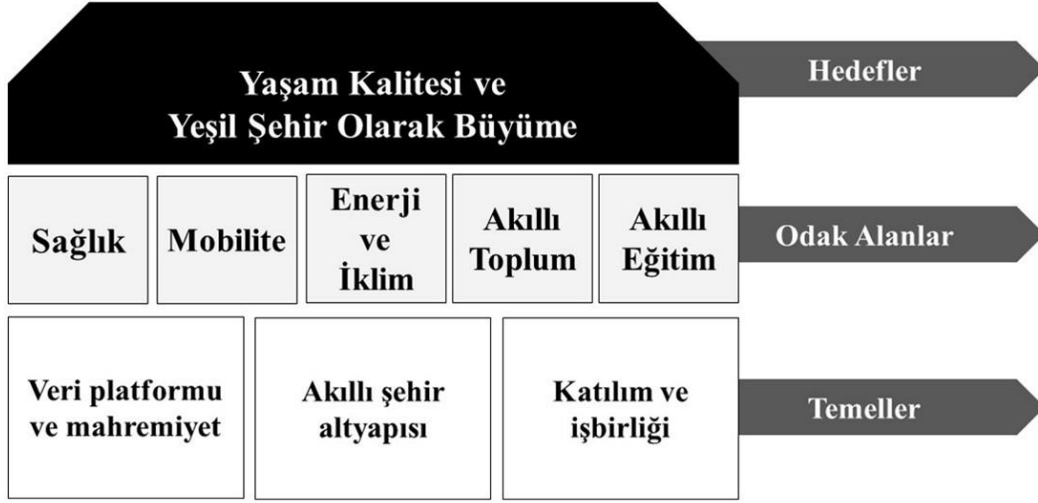 Yaşam Kalitesi ve
Yeşil Şehir Olarak Büyüme
Hedefler
Sağlık
Mobilite
Enerji
ve
İklim
Akıllı
Toplum
Akıllı
Eğitim
Odak Alanlar
Veri platformu
ve mahremiyet
Akıllı şehir
altyapısı
Katılım ve
işbirliği
Temeller